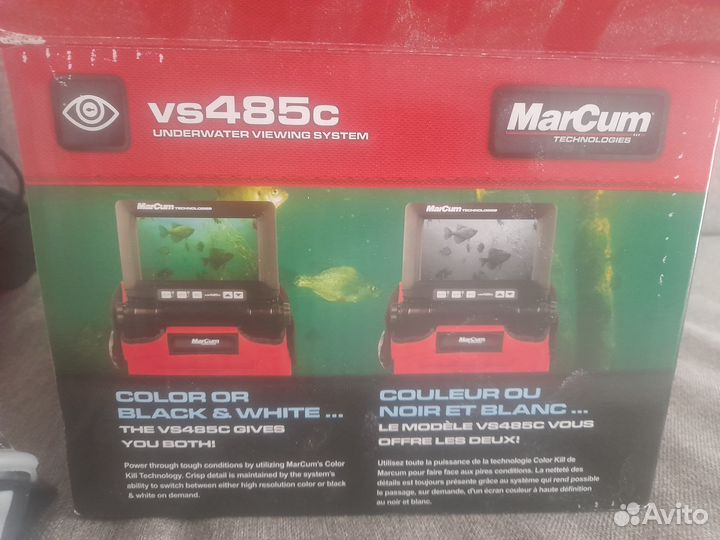 vs485c
UNDERWATER VIEWING SYSTEM
MarCum
TECHNOLOGIES
MarCum TECHNOLOGIES
MarCum TECHNOLOGIES
MarCum
MarCum
COLOR OR
BLACK & WHITE ...
THE VS485C GIVES
YOU BOTH!
Power through tough conditions by utilizing MarCum's Color
Kill Technology. Crisp detail is maintained by the system's
ability to switch between either high resolution color or black
& white on demand.
COULEUR OU
NOIR ET BLANC ...
LE MODÈLE VS485C VOUS
OFFRE LES DEUX!
Utilisez toute la puissance de la technologie Color Kill de
Marcum pour faire face aux pires conditions. La netteté des
détails est toujours présente grâce au système qui rend possible
le passage, sur demande, d'un écran couleur à haute définition
au noir et blanc.
Avito